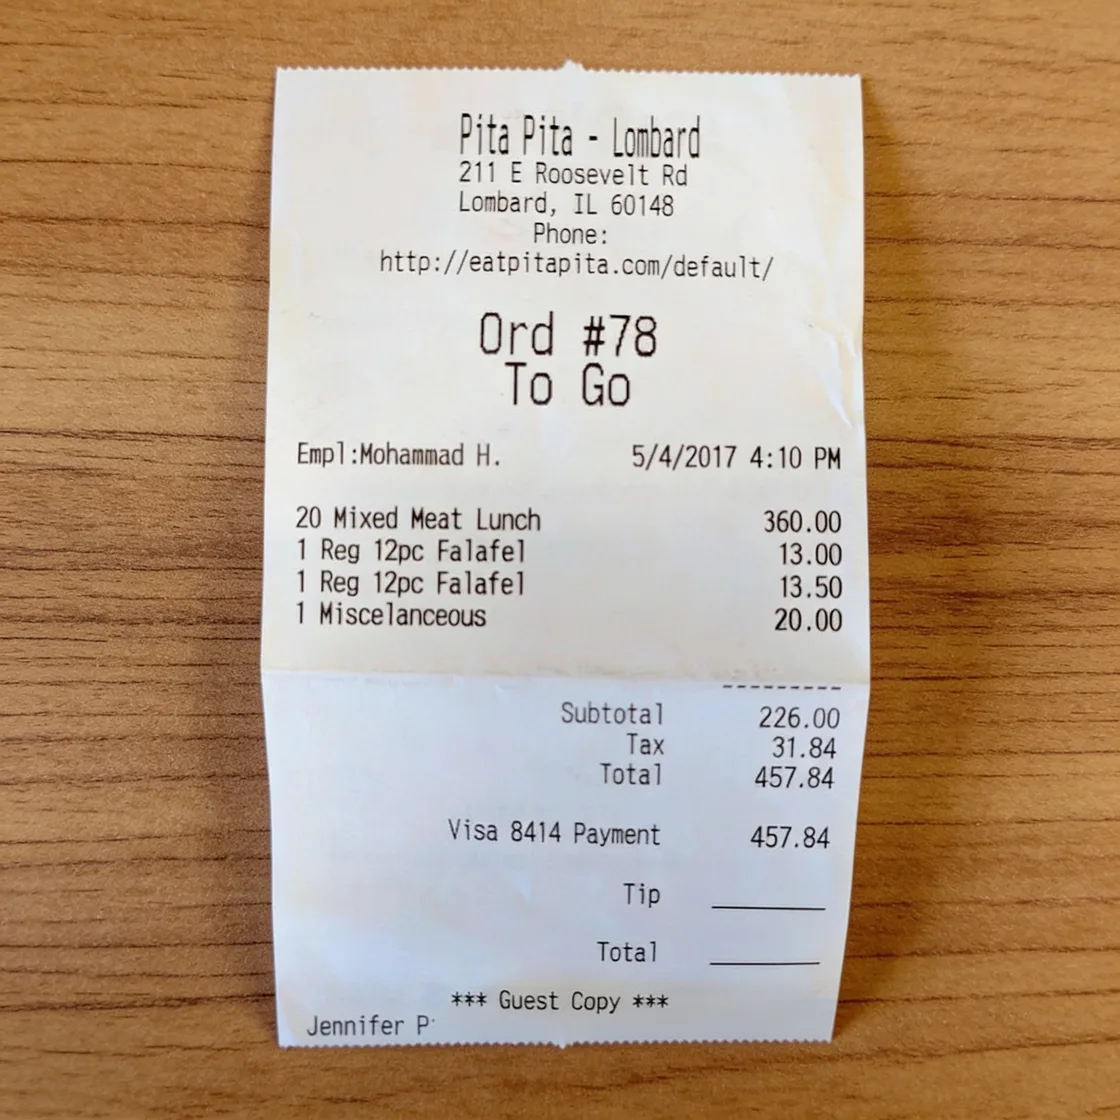 Pita Pita - Lombard
211 E Roosevelt Rd
Lombard, IL 60148
Phone:
http://eatpitapita.com/default/
Ord #78
To Go
Empl:Mohammad H. 5/4/2017 4:10 PM
20 Mixed Meat Lunch 360.00
1 Reg 12pc Falafel 13.00
1 Reg 12pc Falafel 13.50
1 Miscelanceous 20.00
---------
Subtotal 226.00
Tax 31.84
Total 457.84
Visa 8414 Payment 457.84
Tip
Total
*** Guest Copy ***
Jennifer P